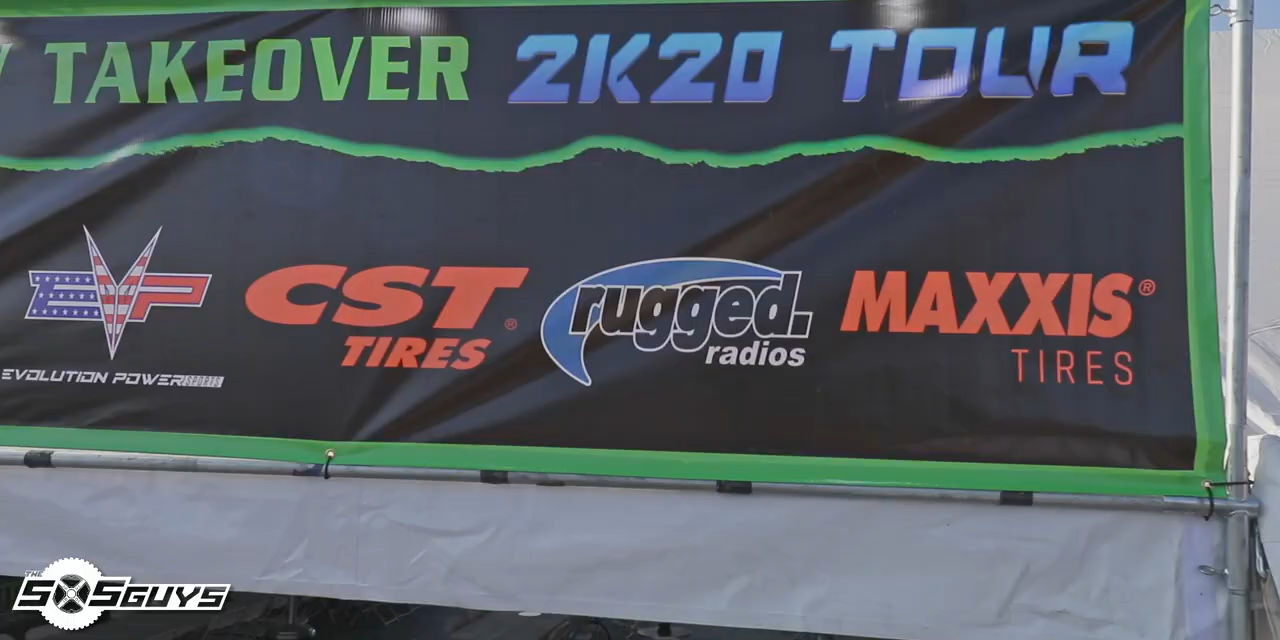 TAKEOVER 2K20 TOUR
EVP
EVOLUTION POWERSPORTS
CST
TIRES
®
rugged.
radios
MAXXIS®
TIRES
THE
SXSGUYS